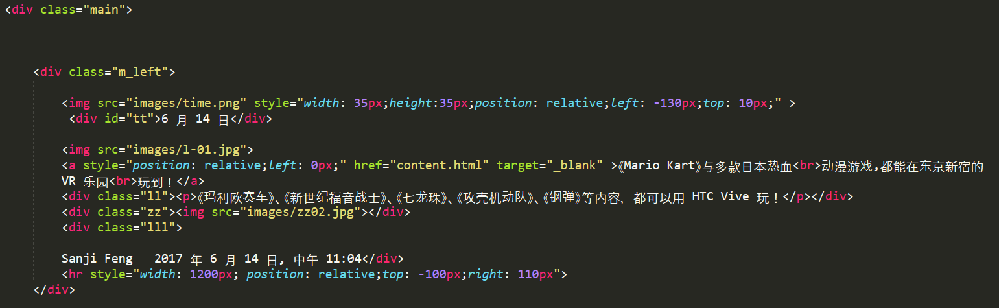 <div class="main">
<div class="m_left">
<img src="images/time.png" style="width: 35px;height:35px;position: relative;left: -130px;top: 10px;" >
<div id="tt">6 月 14 日</div>
<img src="images/l-01.jpg">
<a style="position: relative;left: 0px;" href="content.html" target="_blank" >《Mario Kart》与多款日本热血<br>动漫游戏,都能在东京新宿的
VR 乐园<br>玩到！</a>
<div class="ll"><p>《玛利欧赛车》、《新世纪福音战士》、《七龙珠》、《攻壳机动队》、《钢弹》等内容，都可以用 HTC Vive 玩！</p></div>
<div class="zz"><img src="images/zz02.jpg"></div>
<div class="lll">
Sanji Feng   2017 年 6 月 14 日, 中午 11:04</div>
<hr style="width: 1200px; position: relative;top: -100px;right: 110px">
</div>